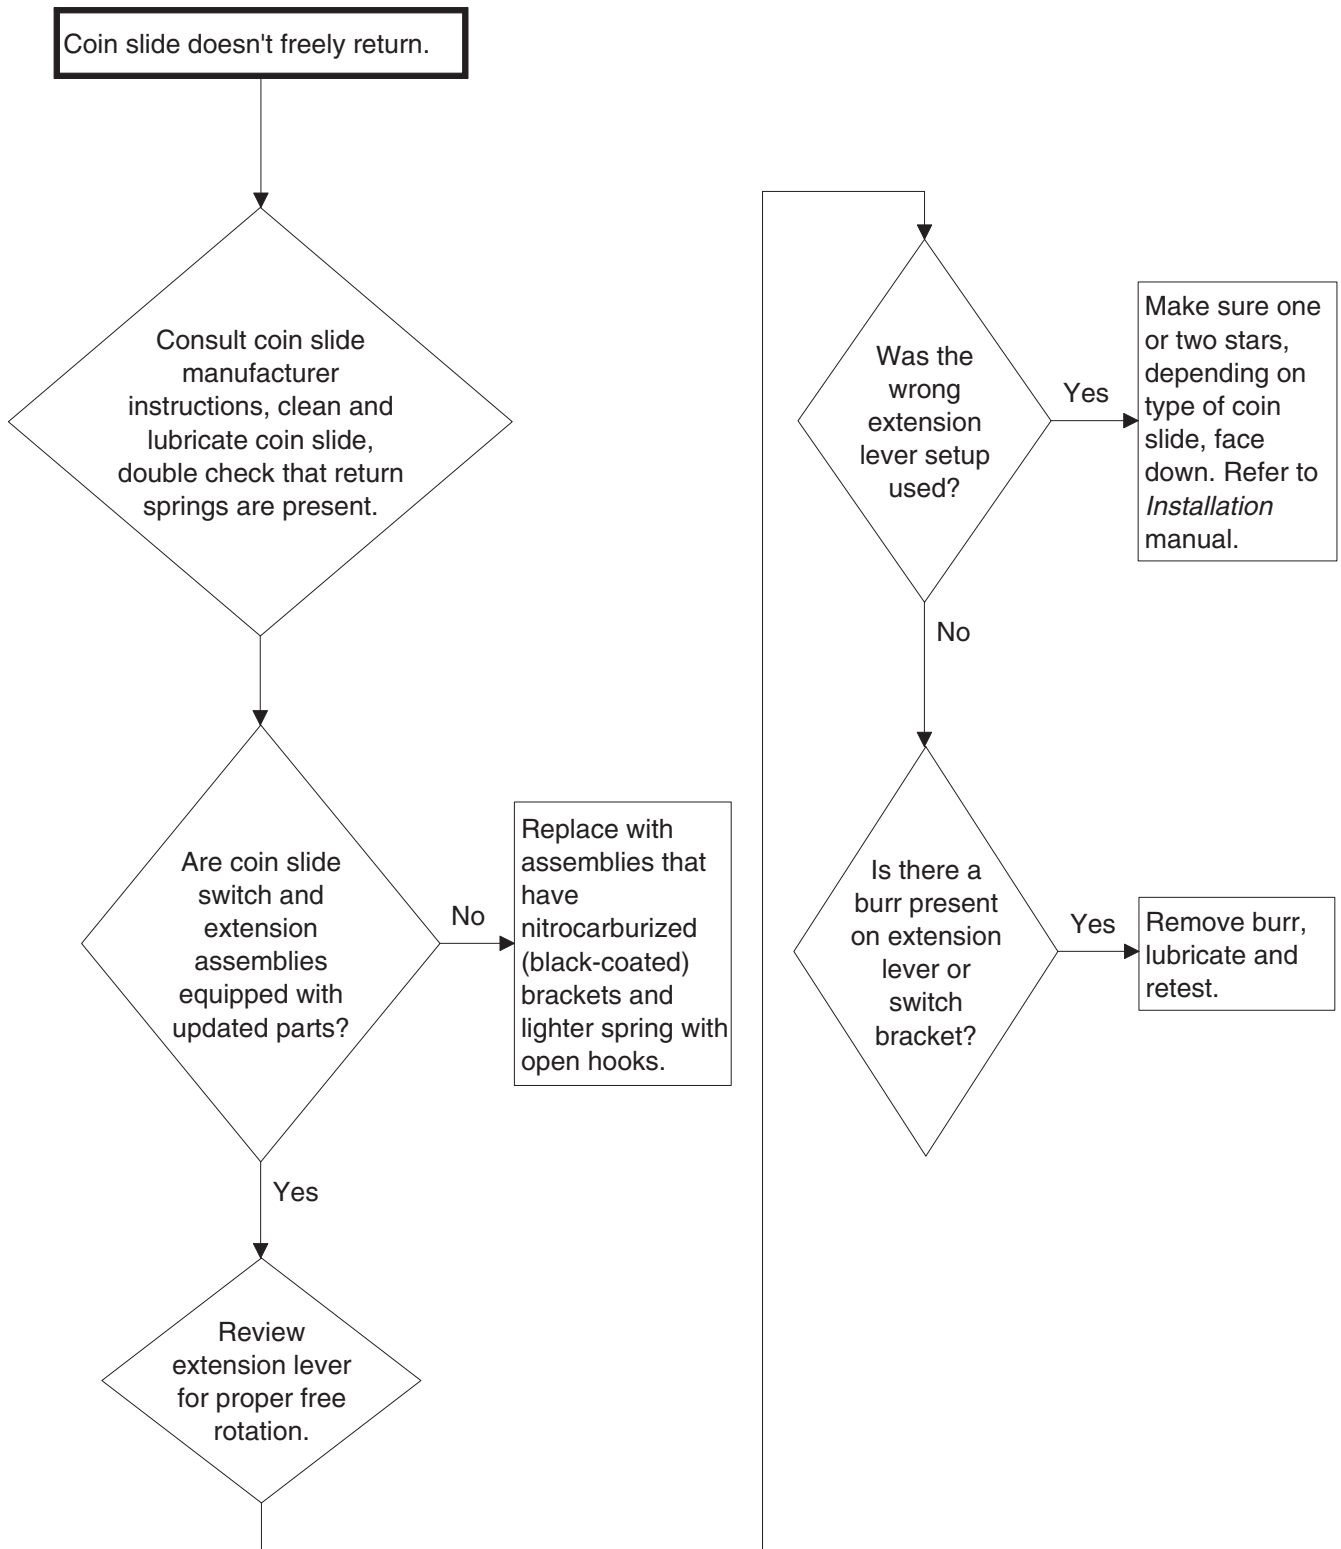 Coin slide doesn't freely return.
Consult coin slide
manufacturer
instructions, clean and
lubricate coin slide,
double check that return
springs are present.
Are coin slide
switch and
extension
assemblies
equipped with
updated parts?
No
Replace with
assemblies that
have
nitrocarburized
(black-coated)
brackets and
lighter spring with
open hooks.
Yes
Review
extension lever
for proper free
rotation.
Was the
wrong
extension
lever setup
used?
Yes
Make sure one
or two stars,
depending on
type of coin
slide, face
down. Refer to
Installation
manual.
No
Is there a
burr present
on extension
lever or
switch
bracket?
Yes
Remove burr,
lubricate and
retest.